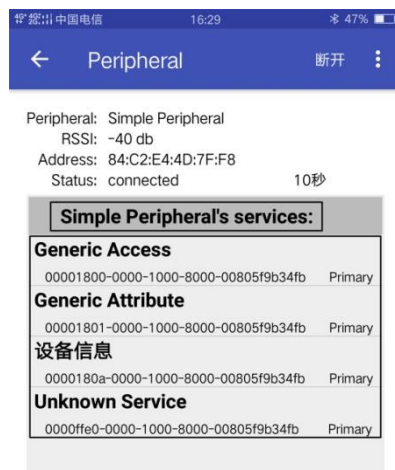 中国电信 16:29 47%
← Peripheral 断开
Peripheral: Simple Peripheral
RSSI: -40 db
Address: 84:C2:E4:4D:7F:F8
Status: connected 10秒
Simple Peripheral's services:
Generic Access
00001800-0000-1000-8000-00805f9b34fb Primary
Generic Attribute
00001801-0000-1000-8000-00805f9b34fb Primary
设备信息
0000180a-0000-1000-8000-00805f9b34fb Primary
Unknown Service
0000ffe0-0000-1000-8000-00805f9b34fb Primary